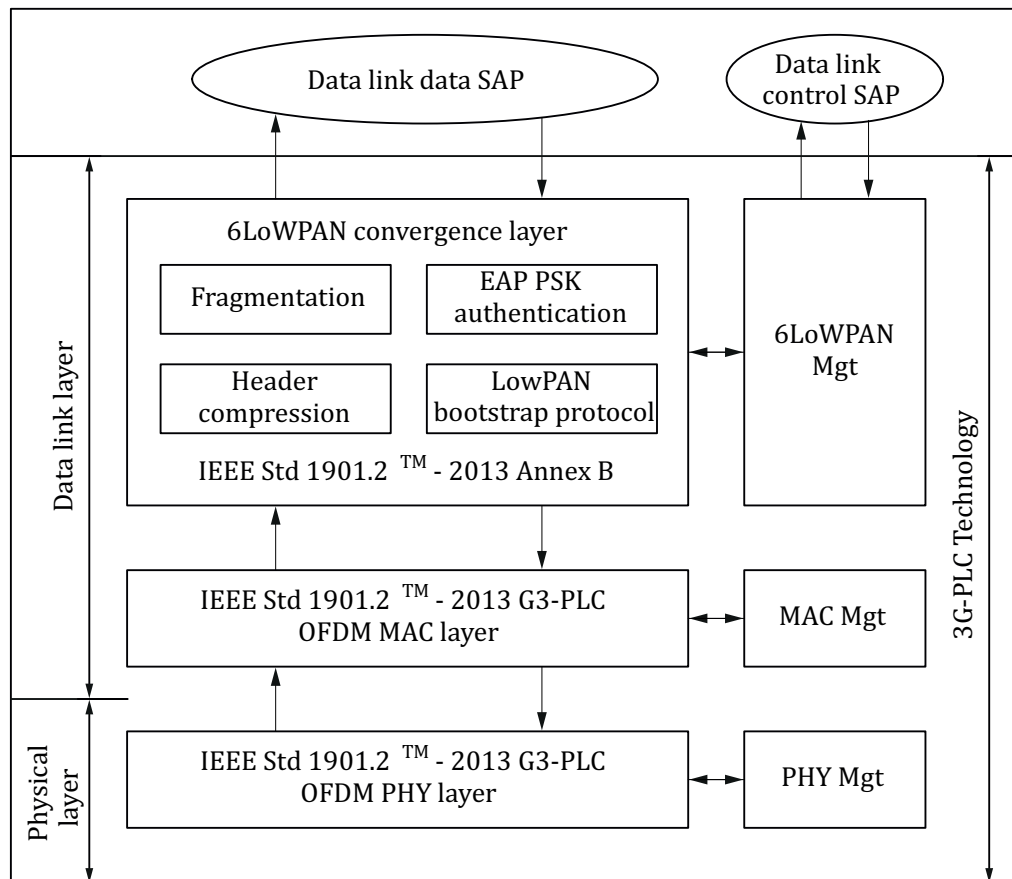 Data link data SAP
Data link
control SAP
6LoWPAN convergence layer
Fragmentation
EAP PSK
authentication
Header
compression
LowPAN
bootstrap protocol
IEEE Std 1901.2 TM - 2013 Annex B
6LoWPAN
Mgt
IEEE Std 1901.2 TM - 2013 G3-PLC
OFDM MAC layer
MAC Mgt
IEEE Std 1901.2 TM - 2013 G3-PLC
OFDM PHY layer
PHY Mgt
Data link layer
Physical
layer
3G-PLC Technology